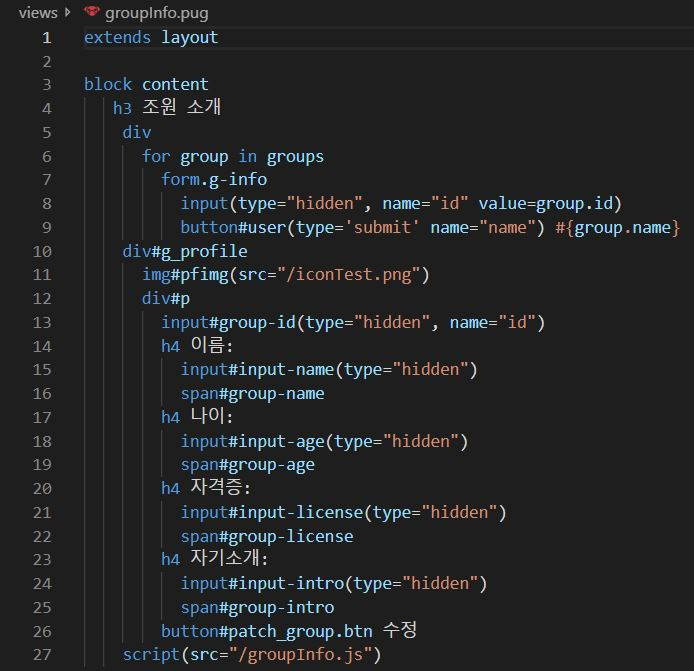 views groupInfo.pug
1 extends layout
2
3 block content
4 h3 조원 소개
5 div
6 for group in groups
7 form.g-info
8 input(type="hidden", name="id" value=group.id)
9 button#user(type='submit' name="name") #{group.name}
10 div#g_profile
11 img#pfimg(src="/iconTest.png")
12 div#p
13 input#group-id(type="hidden", name="id")
14 h4 이름:
15 input#input-name(type="hidden")
16 span#group-name
17 h4 나이:
18 input#input-age(type="hidden")
19 span#group-age
20 h4 자격증:
21 input#input-license(type="hidden")
22 span#group-license
23 h4 자기소개:
24 input#input-intro(type="hidden")
25 span#group-intro
26 button#patch_group.btn 수정
27 script(src="/groupInfo.js")